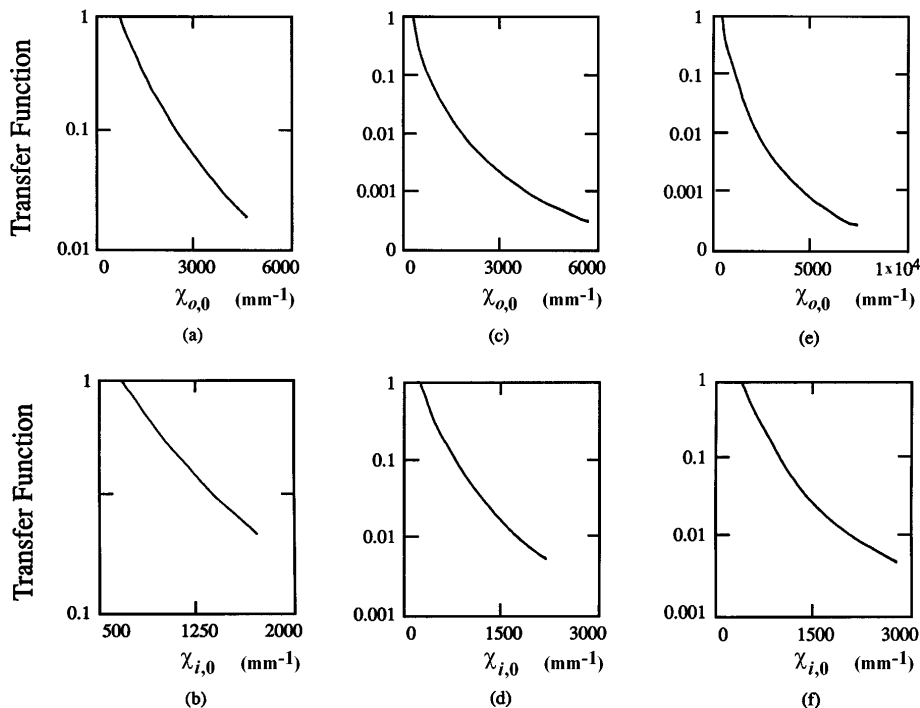 Transfer Function
1
0.1
0.01
0 3000 6000
χo,0 (mm-1)
(a)
1
0.1
0.01
0.001
0
0 3000 6000
χo,0 (mm-1)
(c)
1
0.1
0.01
0.001
0
0 5000 1×10⁴
χo,0 (mm-1)
(e)
Transfer Function
1
0.1
500 1250 2000
χi,0 (mm-1)
(b)
1
0.1
0.01
0.001
0 1500 3000
χi,0 (mm-1)
(d)
1
0.1
0.01
0.001
0 1500 3000
χi,0 (mm-1)
(f)